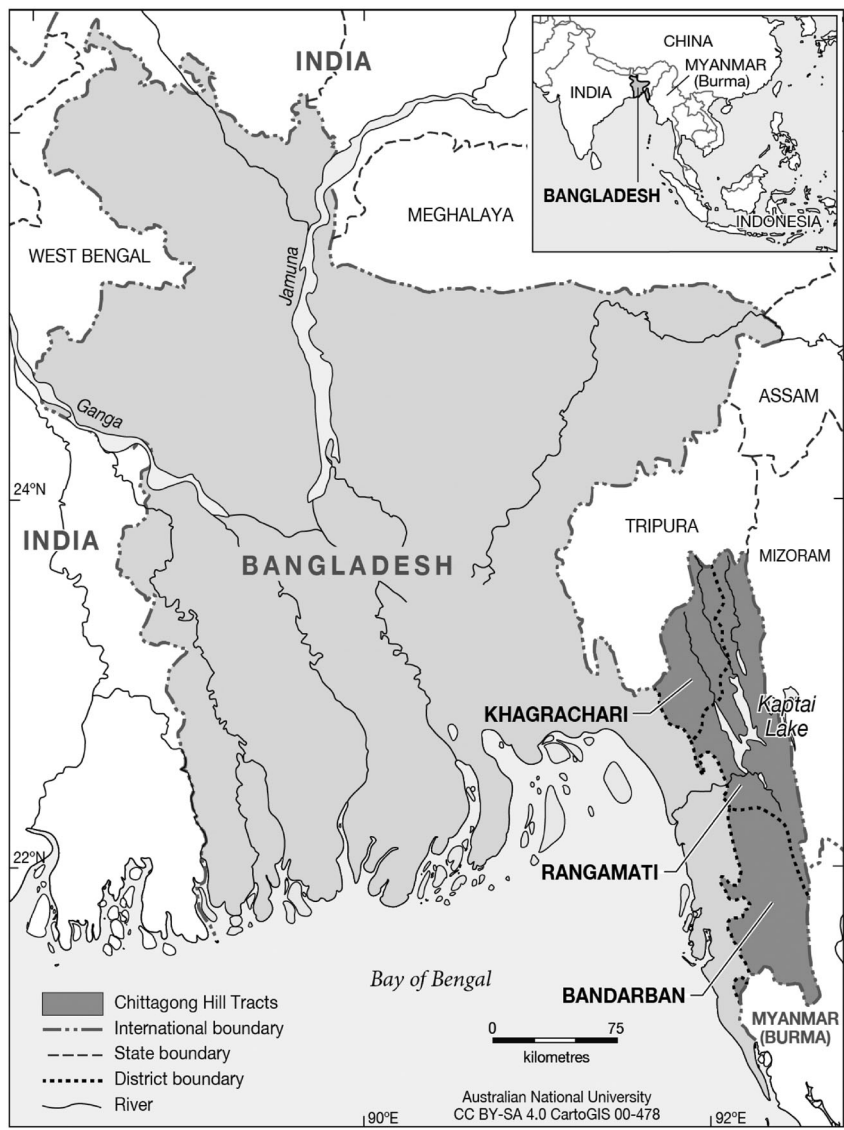 INDIA
CHINA
MYANMAR
(Burma)
INDIA
BANGLADESH
INDONESIA
MEGHALAYA
WEST BENGAL
Jamuna
ASSAM
Ganga
24°N
TRIPURA
INDIA
MIZORAM
BANGLADESH
KHAGRACHARI
Kaptai
Lake
22°N
RANGAMATI
Bay of Bengal
BANDARBAN
MYANMAR
(BURMA)
Chittagong Hill Tracts
International boundary
State boundary
District boundary
River
0 75
kilometres
Australian National University
CC BY-SA 4.0 CartoGIS 00-478
90°E
92°E